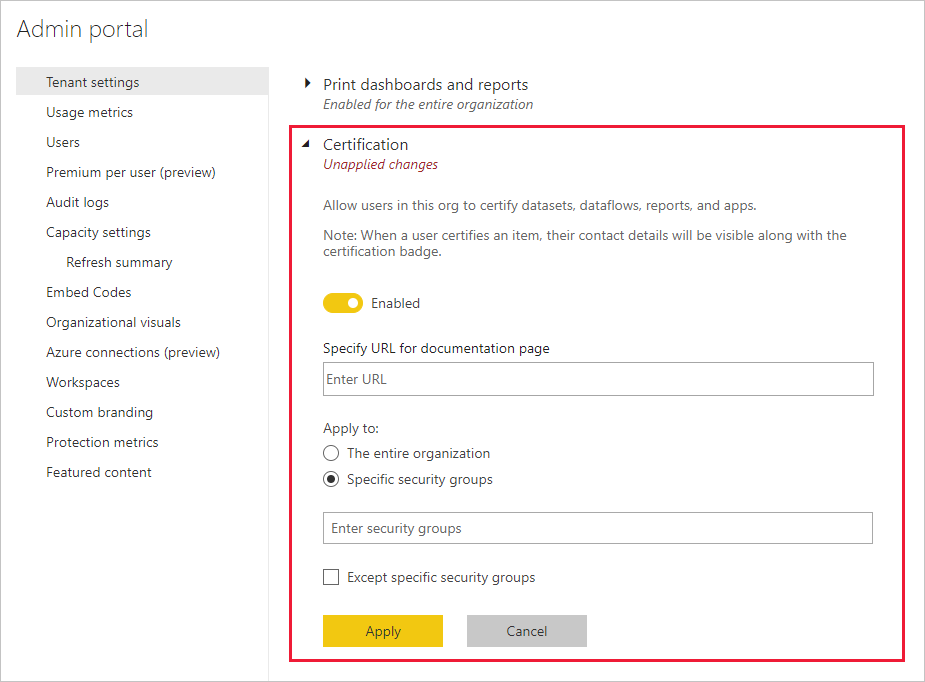 Admin portal
Tenant settings
Usage metrics
Users
Premium per user (preview)
Audit logs
Capacity settings
Refresh summary
Embed Codes
Organizational visuals
Azure connections (preview)
Workspaces
Custom branding
Protection metrics
Featured content
Print dashboards and reports
Enabled for the entire organization
Certification
Unapplied changes
Allow users in this org to certify datasets, dataflows, reports, and apps.
Note: When a user certifies an item, their contact details will be visible along with the
certification badge.
Enabled
Specify URL for documentation page
Enter URL
Apply to:
The entire organization
Specific security groups
Enter security groups
Except specific security groups
Apply
Cancel